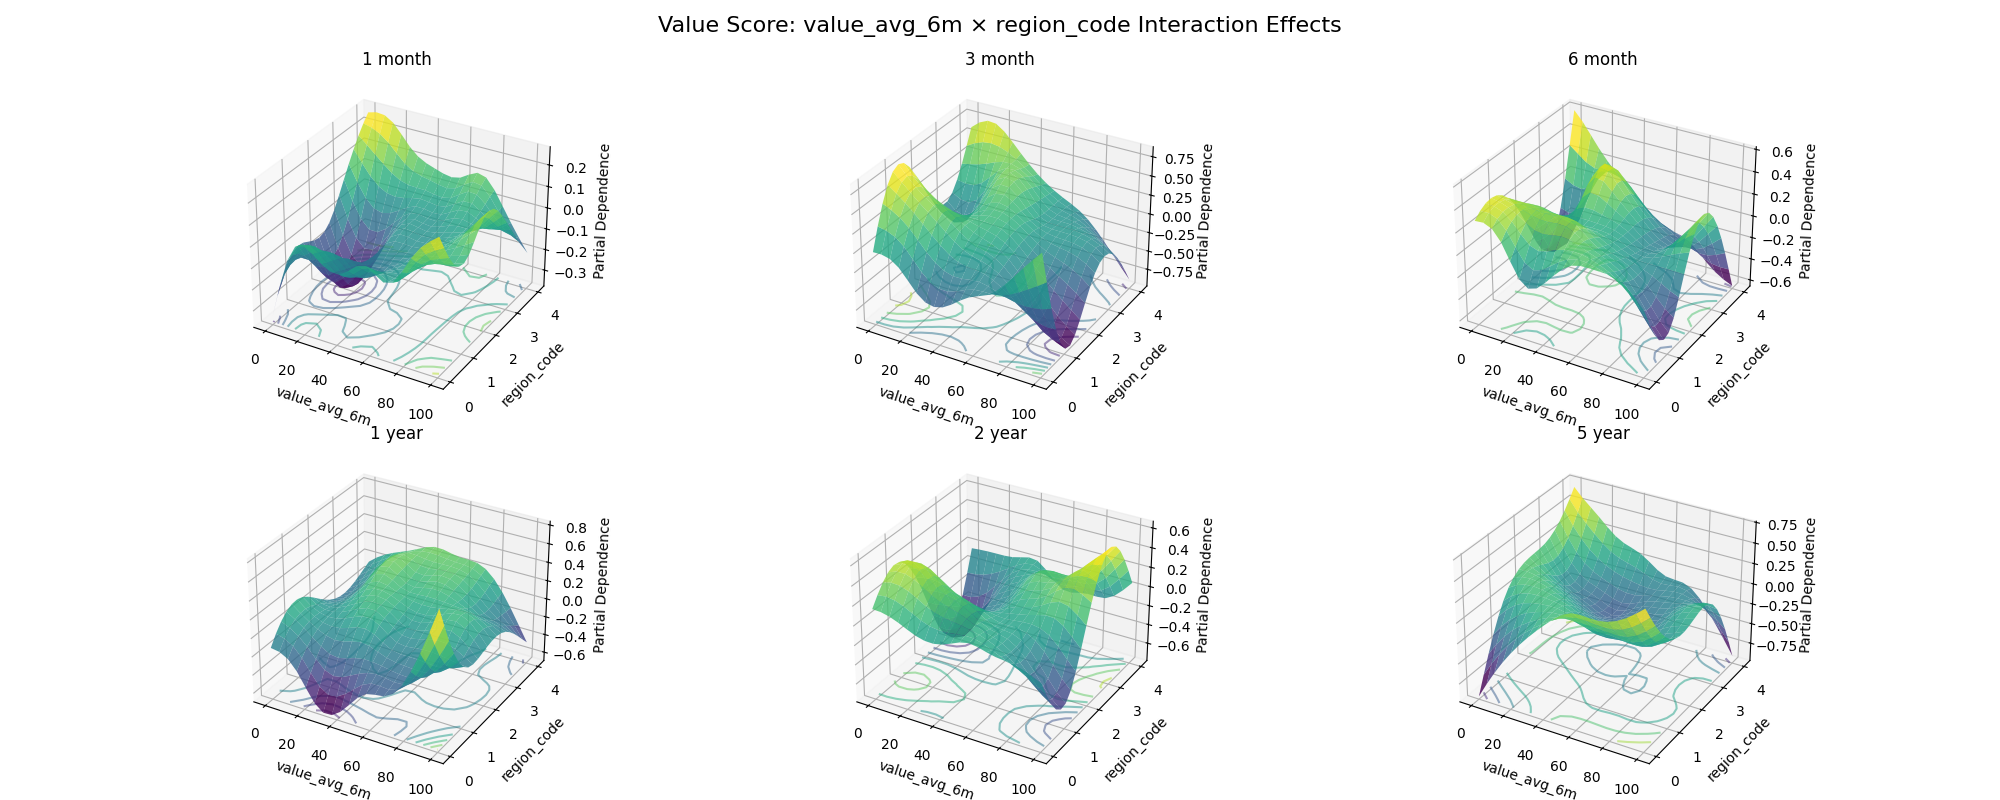 Value Score: value_avg_6m × region_code Interaction Effects
1 month
0.2
0.1
0.0
−0.1
−0.2
−0.3
Partial Dependence
0 20 40 60 80 100
value_avg_6m
0 1 2 3 4
region_code
3 month
0.75
0.50
0.25
0.00
−0.25
−0.50
−0.75
Partial Dependence
0 20 40 60 80 100
value_avg_6m
0 1 2 3 4
region_code
6 month
0.6
0.4
0.2
0.0
−0.2
−0.4
−0.6
Partial Dependence
0 20 40 60 80 100
value_avg_6m
0 1 2 3 4
region_code
1 year
0.8
0.6
0.4
0.2
0.0
−0.2
−0.4
−0.6
Partial Dependence
0 20 40 60 80 100
value_avg_6m
0 1 2 3 4
region_code
2 year
0.6
0.4
0.2
0.0
−0.2
−0.4
−0.6
Partial Dependence
0 20 40 60 80 100
value_avg_6m
0 1 2 3 4
region_code
5 year
0.75
0.50
0.25
0.00
−0.25
−0.50
−0.75
Partial Dependence
0 20 40 60 80 100
value_avg_6m
0 1 2 3 4
region_code